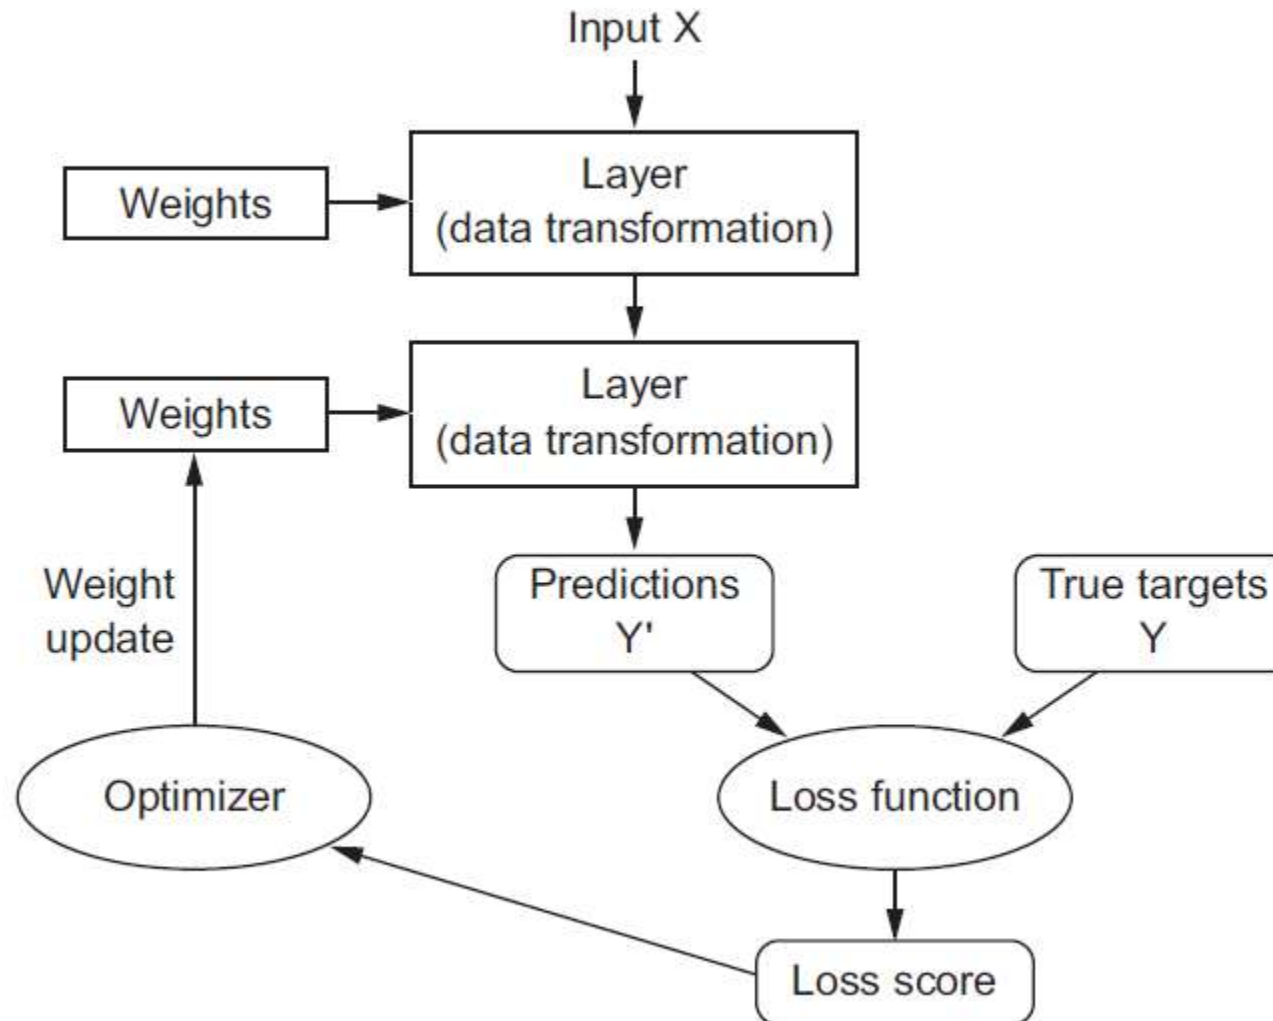 Input X
Layer
(data transformation)
Weights
Layer
(data transformation)
Weights
Weight
update
Predictions
Y'
True targets
Y
Optimizer
Loss function
Loss score